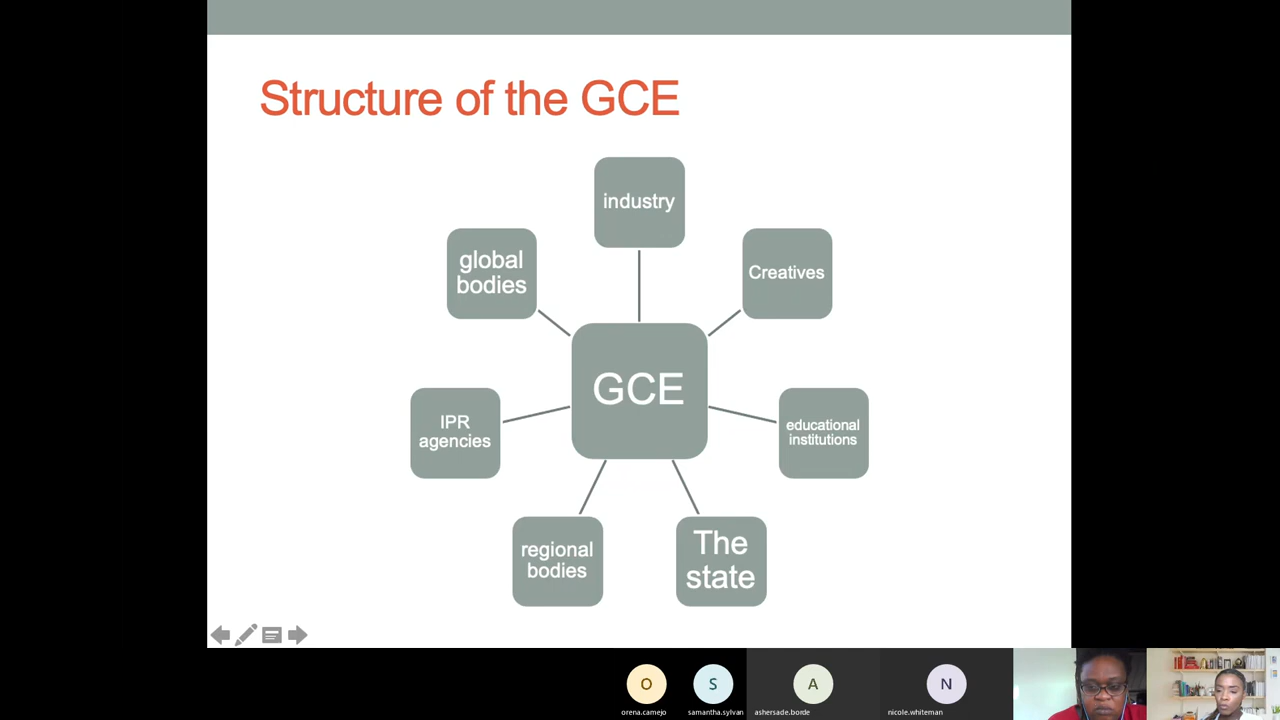 Structure of the GCE
industry
global
bodies
Creatives
GCE
IPR
agencies
educational
institutions
regional
bodies
The
state
O
S
A
N
orena.camejo
samantha.sylvan
ashersade.borde
nicole.whiteman